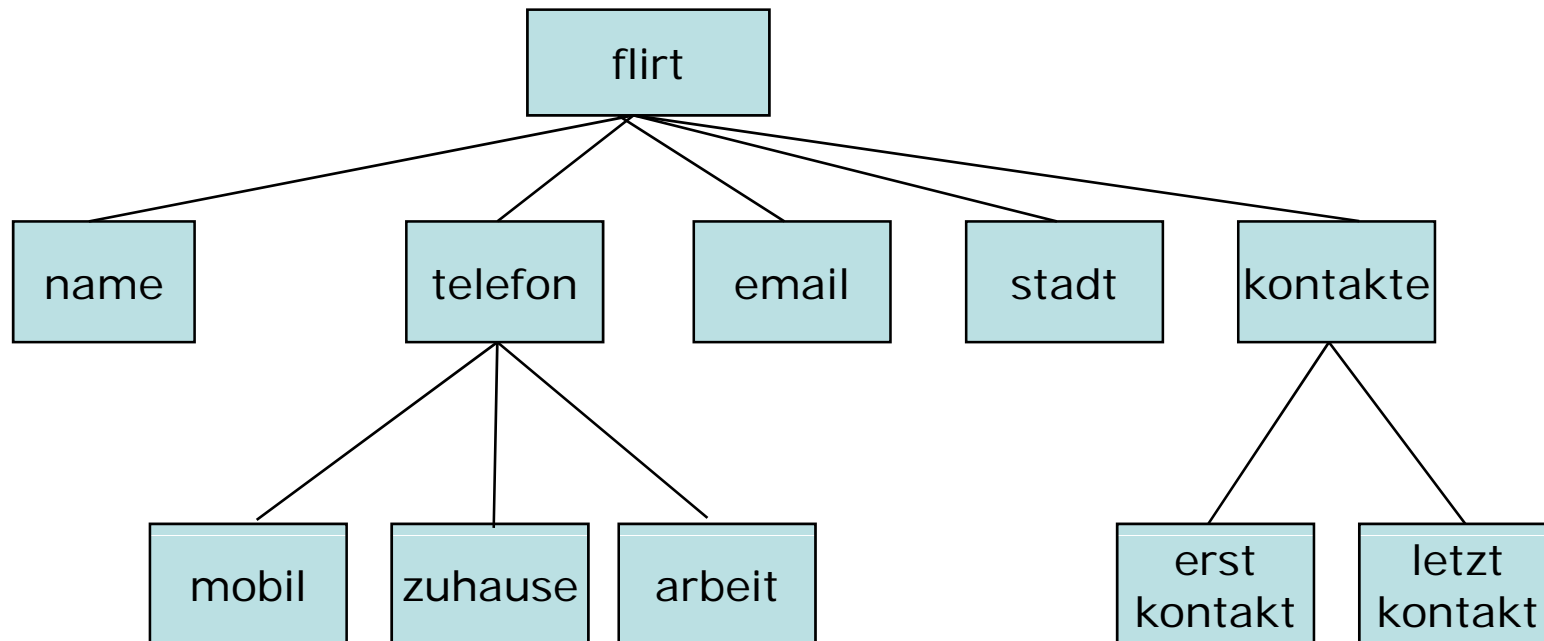 flirt
name
telefon
email
stadt
kontakte
mobil
zuhause
arbeit
erst
kontakt
letzt
kontakt